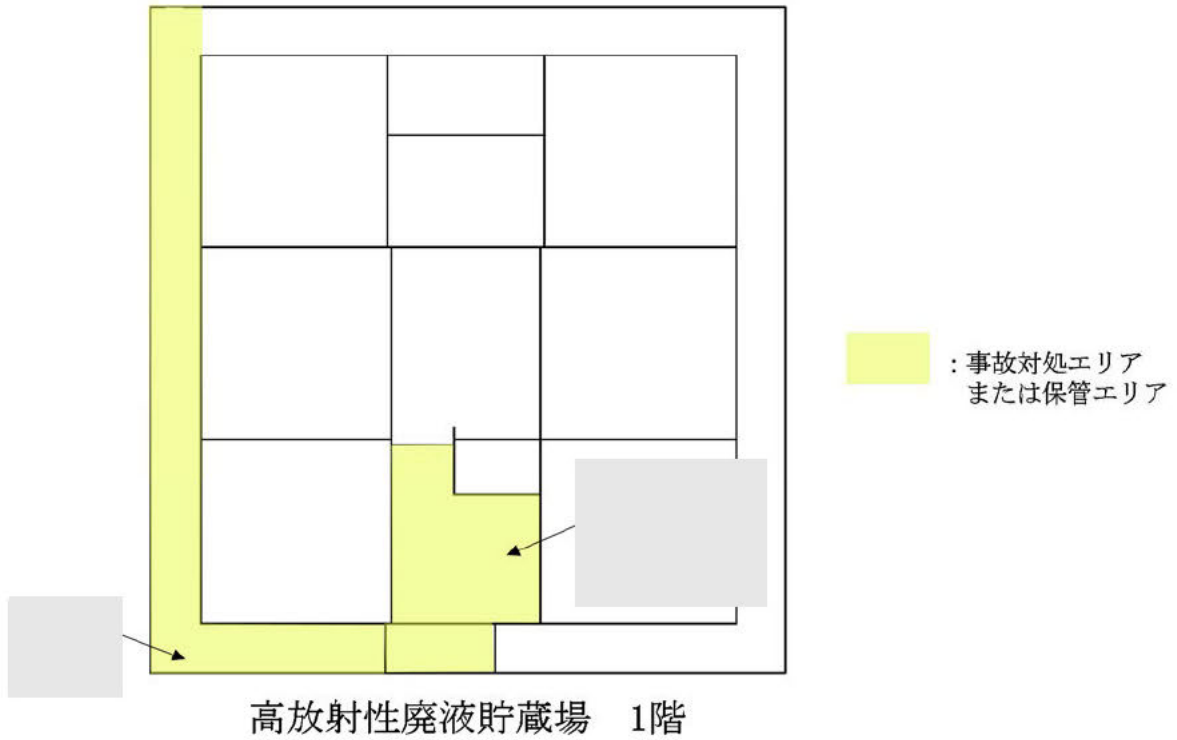 ：事故対処エリア
または保管エリア
高放射性廃液貯蔵場　1階